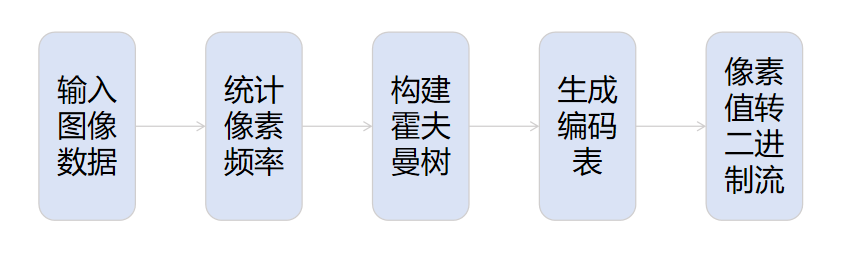 输入
图像
数据
统计
像素
频率
构建
霍夫
曼树
生成
编码
表
像素
值转
二进
制流